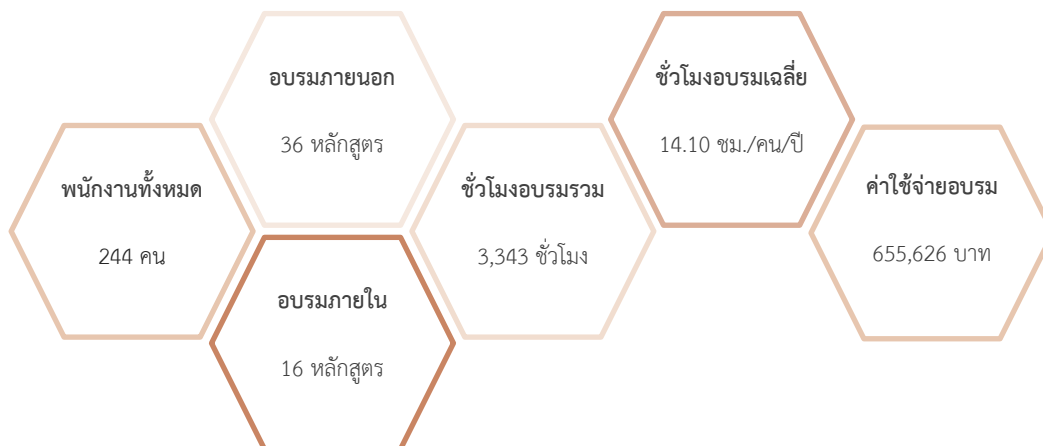 พนักงานทั้งหมด
244 คน
อบรมภายนอก
36 หลักสูตร
อบรมภายใน
16 หลักสูตร
ชั่วโมงอบรมรวม
3,343 ชั่วโมง
ชั่วโมงอบรมเฉลี่ย
14.10 ชม./คน/ปี
ค่าใช้จ่ายอบรม
655,626 บาท